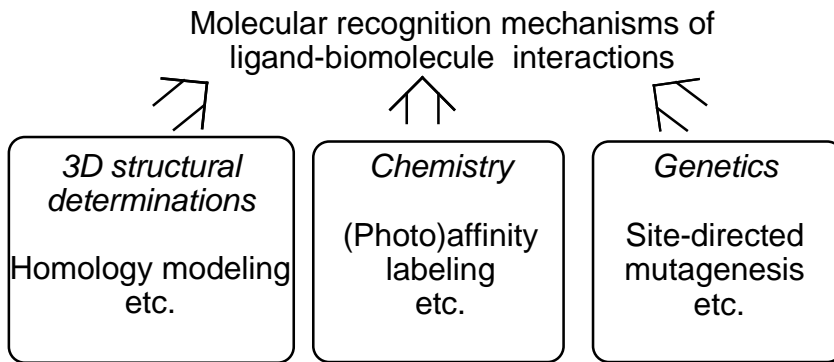 Molecular recognition mechanisms of
ligand-biomolecule interactions
3D structural
determinations
Homology modeling
etc.
Chemistry
(Photo)affinity
labeling
etc.
Genetics
Site-directed
mutagenesis
etc.